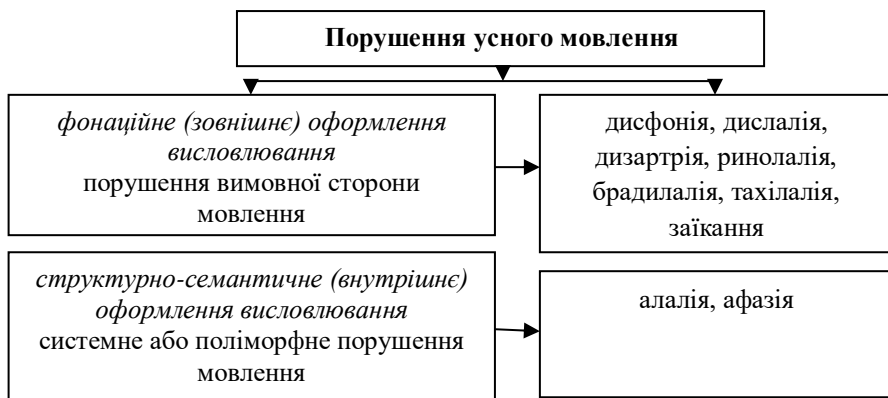 Порушення усного мовлення
фонаційне (зовнішнє) оформлення
висловлювання
порушення вимовної сторони
мовлення
дисфонія, дислалія,
дизартрія, ринолалія,
брадилалія, тахілалія,
заїкання
структурно-семантичне (внутрішнє)
оформлення висловлювання
системне або поліморфне порушення
мовлення
алалія, афазія